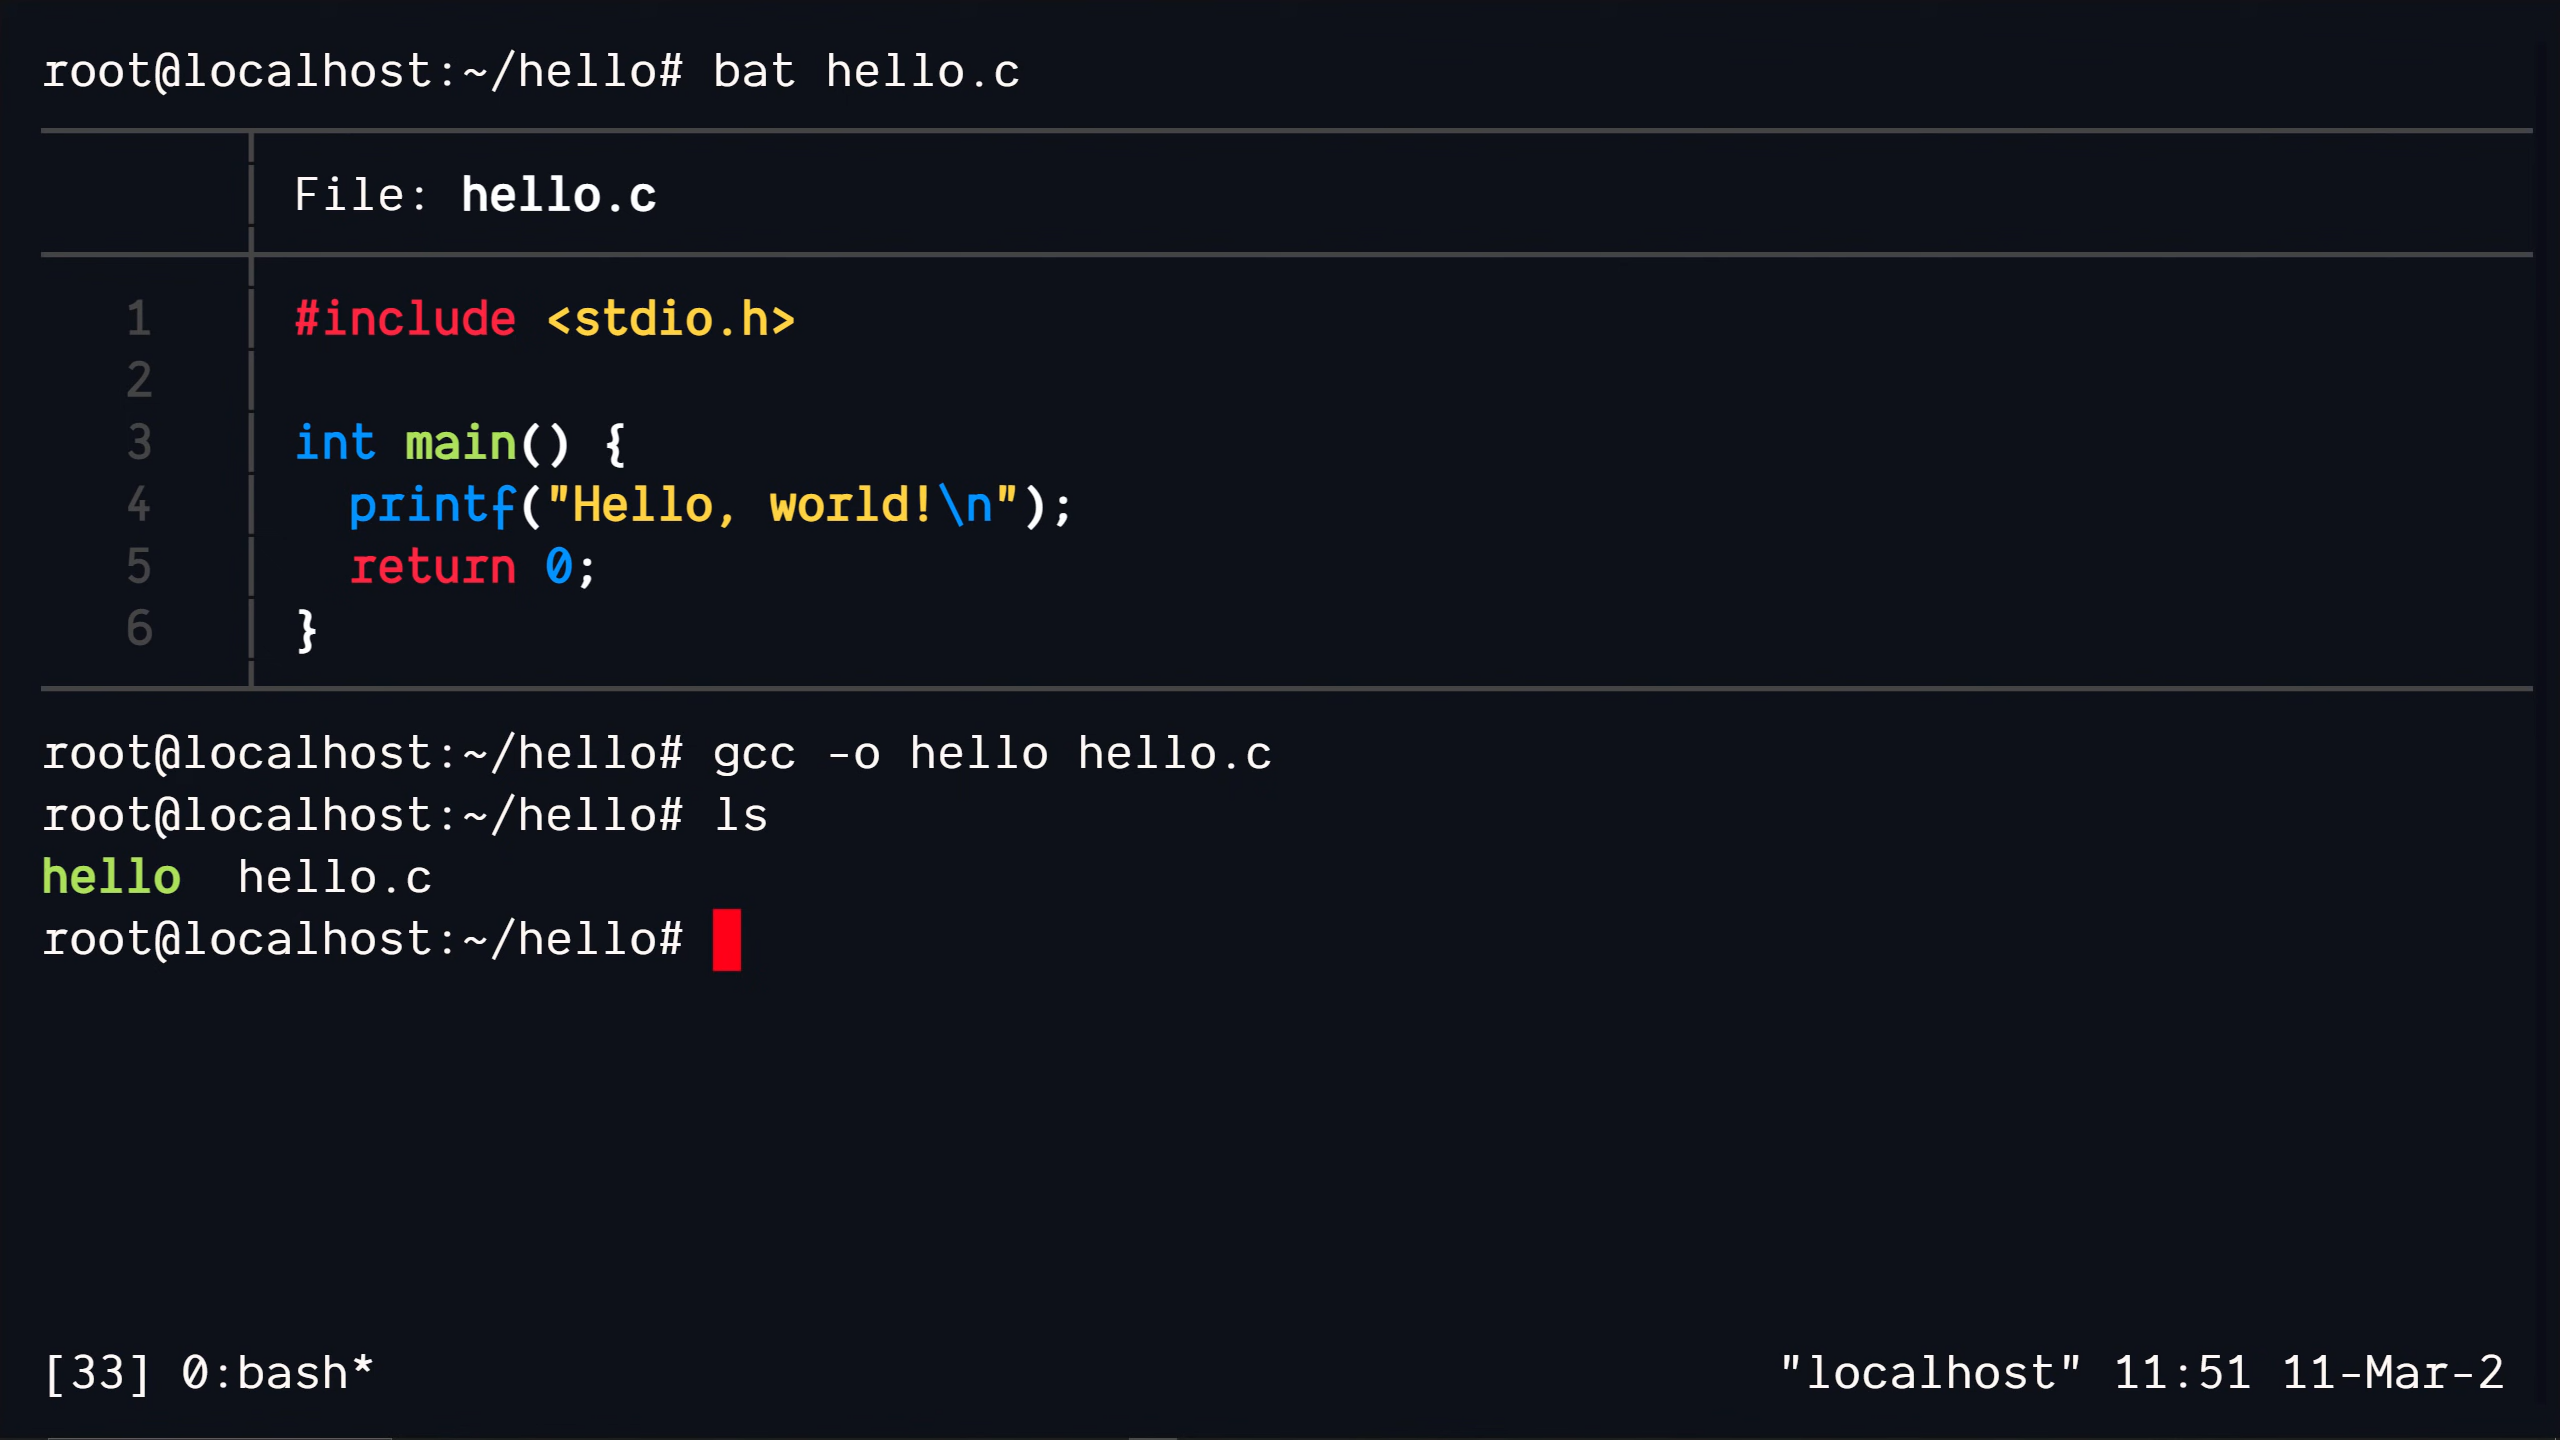 root@localhost:~/hello# bat hello.c
File: hello.c
1 #include <stdio.h>
2
3 int main() {
4   printf("Hello, world!\n");
5   return 0;
6 }
root@localhost:~/hello# gcc -o hello hello.c
root@localhost:~/hello# ls
hello  hello.c
root@localhost:~/hello#
[33] 0:bash* "localhost" 11:51 11-Mar-2